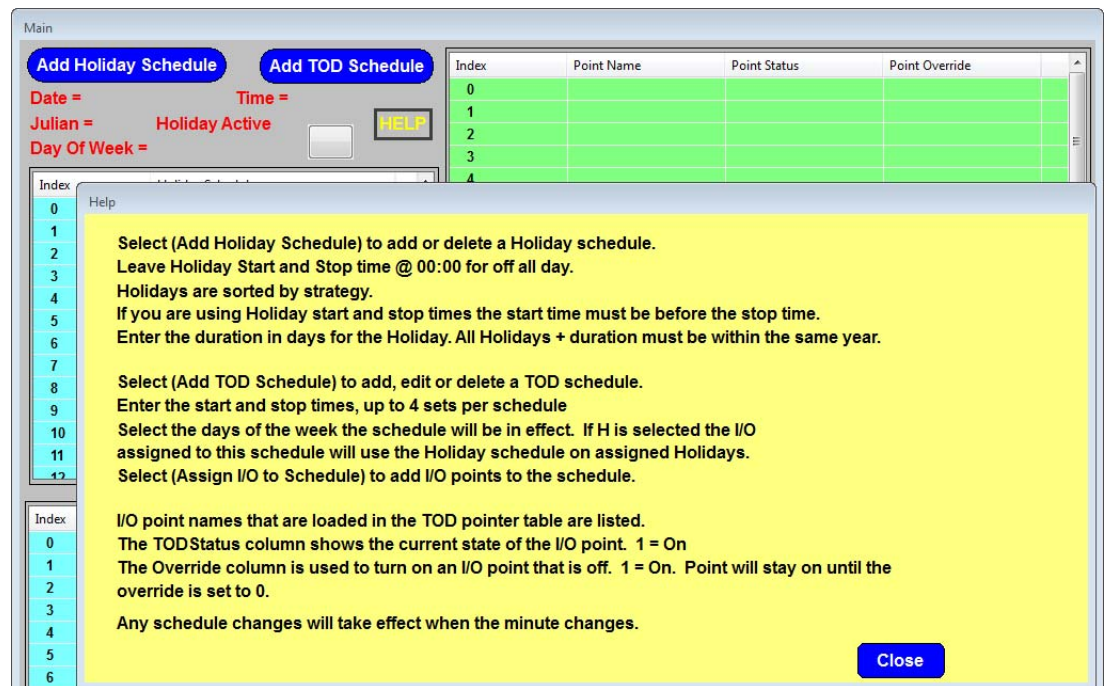 Main
Add Holiday Schedule
Add TOD Schedule
Date =
Time =
Julian =
Holiday Active
HELP
Day Of Week =
Index Point Name Point Status Point Override
0
1
2
3
4
Index
0
1
2
3
4
5
6
7
8
9
10
11
12
Index
0
1
2
3
4
5
6
Help
Select (Add Holiday Schedule) to add or delete a Holiday schedule.
Leave Holiday Start and Stop time @ 00:00 for off all day.
Holidays are sorted by strategy.
If you are using Holiday start and stop times the start time must be before the stop time.
Enter the duration in days for the Holiday. All Holidays + duration must be within the same year.
Select (Add TOD Schedule) to add, edit or delete a TOD schedule.
Enter the start and stop times, up to 4 sets per schedule
Select the days of the week the schedule will be in effect. If H is selected the I/O
assigned to this schedule will use the Holiday schedule on assigned Holidays.
Select (Assign I/O to Schedule) to add I/O points to the schedule.
I/O point names that are loaded in the TOD pointer table are listed.
The TODStatus column shows the current state of the I/O point. 1 = On
The Override column is used to turn on an I/O point that is off. 1 = On. Point will stay on until the
override is set to 0.
Any schedule changes will take effect when the minute changes.
Close